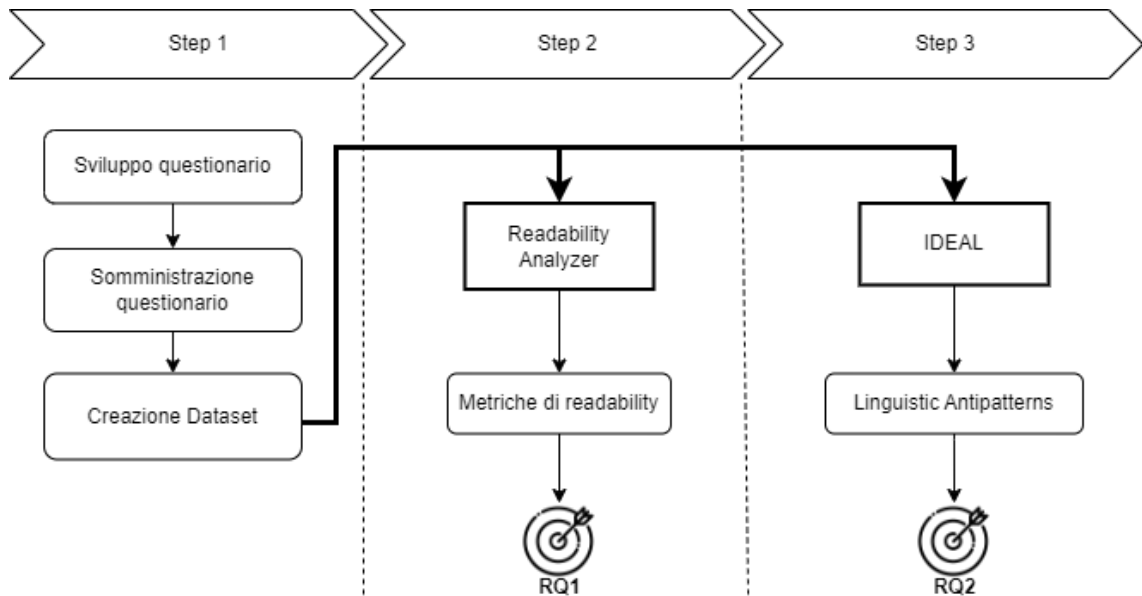 Step 1
Step 2
Step 3
Sviluppo questionario
Somministrazione
questionario
Creazione Dataset
Readability
Analyzer
Metriche di readability
RQ1
IDEAL
Linguistic Antipatterns
RQ2